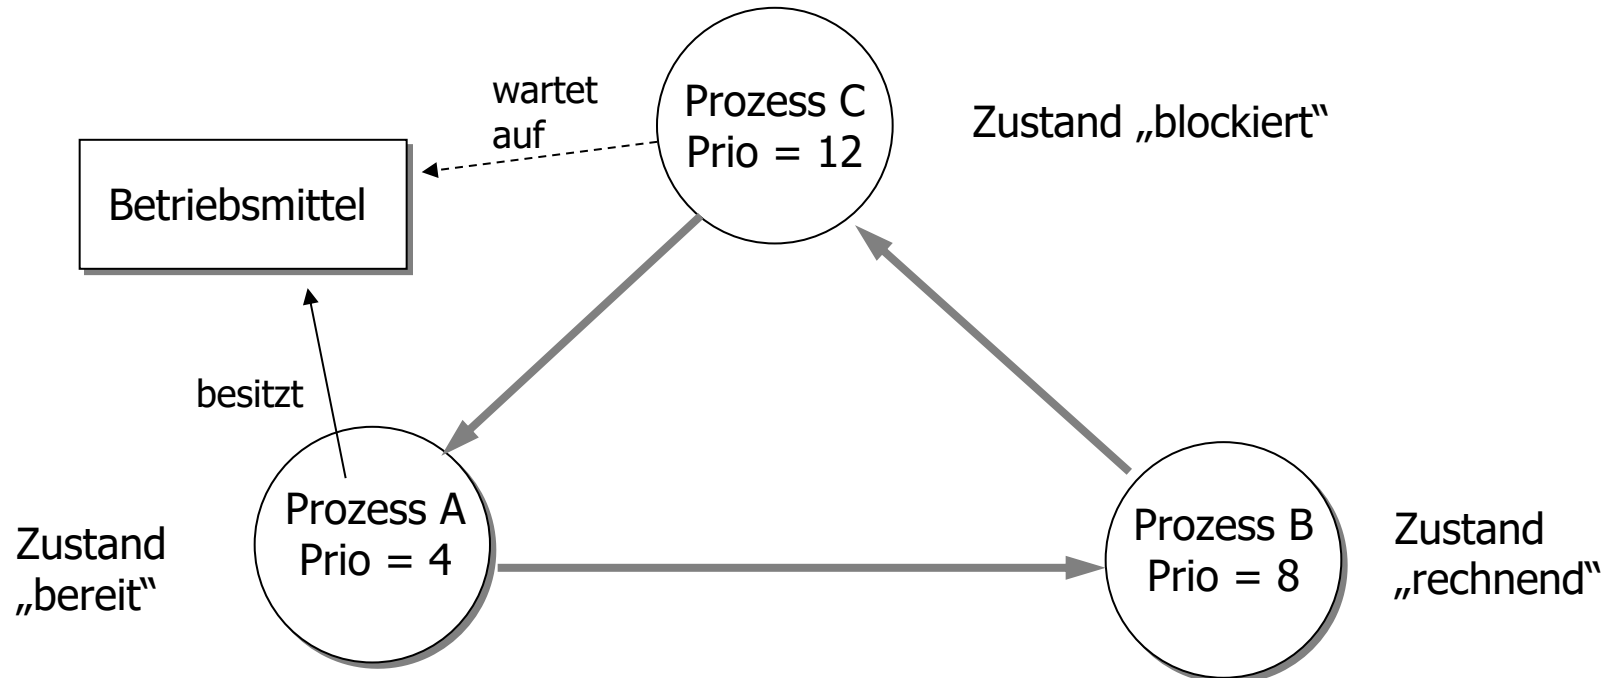 wartet
auf
Prozess C
Prio = 12
Zustand „blockiert“
Betriebsmittel
besitzt
Prozess A
Prio = 4
Zustand
„bereit“
Prozess B
Prio = 8
Zustand
„rechnend“